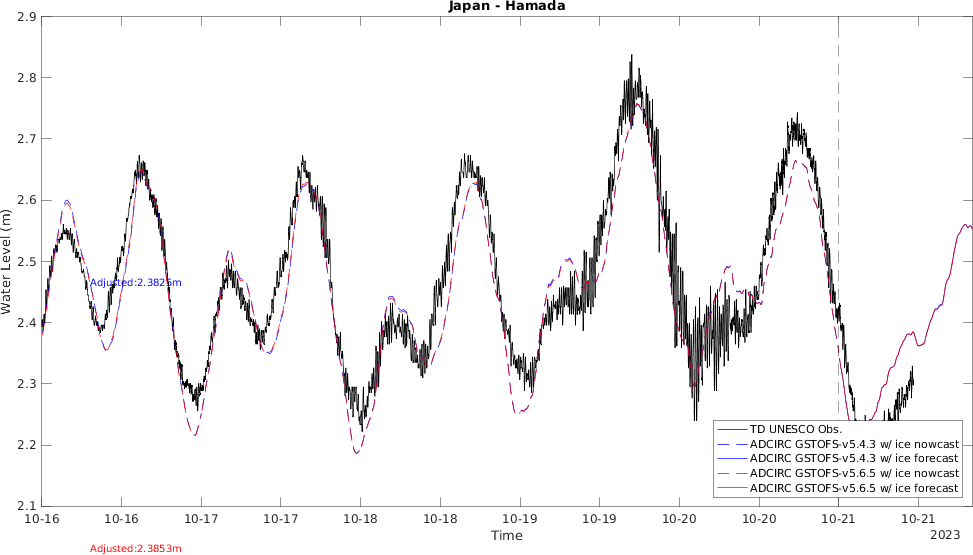 Japan - Hamada
2.9
2.8
2.7
2.6
2.5
2.4
2.3
2.2
2.1
Water Level (m)
Adjusted:2.3825m
TD UNESCO Obs.
ADCIRC GSTOFS-v5.4.3 w/ ice nowcast
ADCIRC GSTOFS-v5.4.3 w/ ice forecast
ADCIRC GSTOFS-v5.6.5 w/ ice nowcast
ADCIRC GSTOFS-v5.6.5 w/ ice forecast
10-16 10-16 10-17 10-17 10-18 10-18 10-19 10-19 10-20 10-20 10-21 10-21
2023
Time
Adjusted:2.3853m